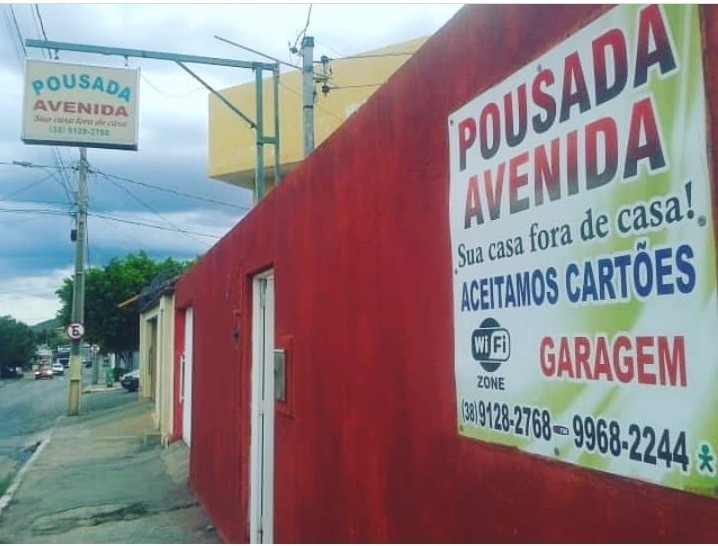 POUSADA
AVENIDA
Sua casa fora de casa
(38) 9128-2768
POUSADA
AVENIDA
Sua casa fora de casa!
ACEITAMOS CARTÕES
WiFi
ZONE
GARAGEM
(38) 9128-2768 - 9968-2244
E